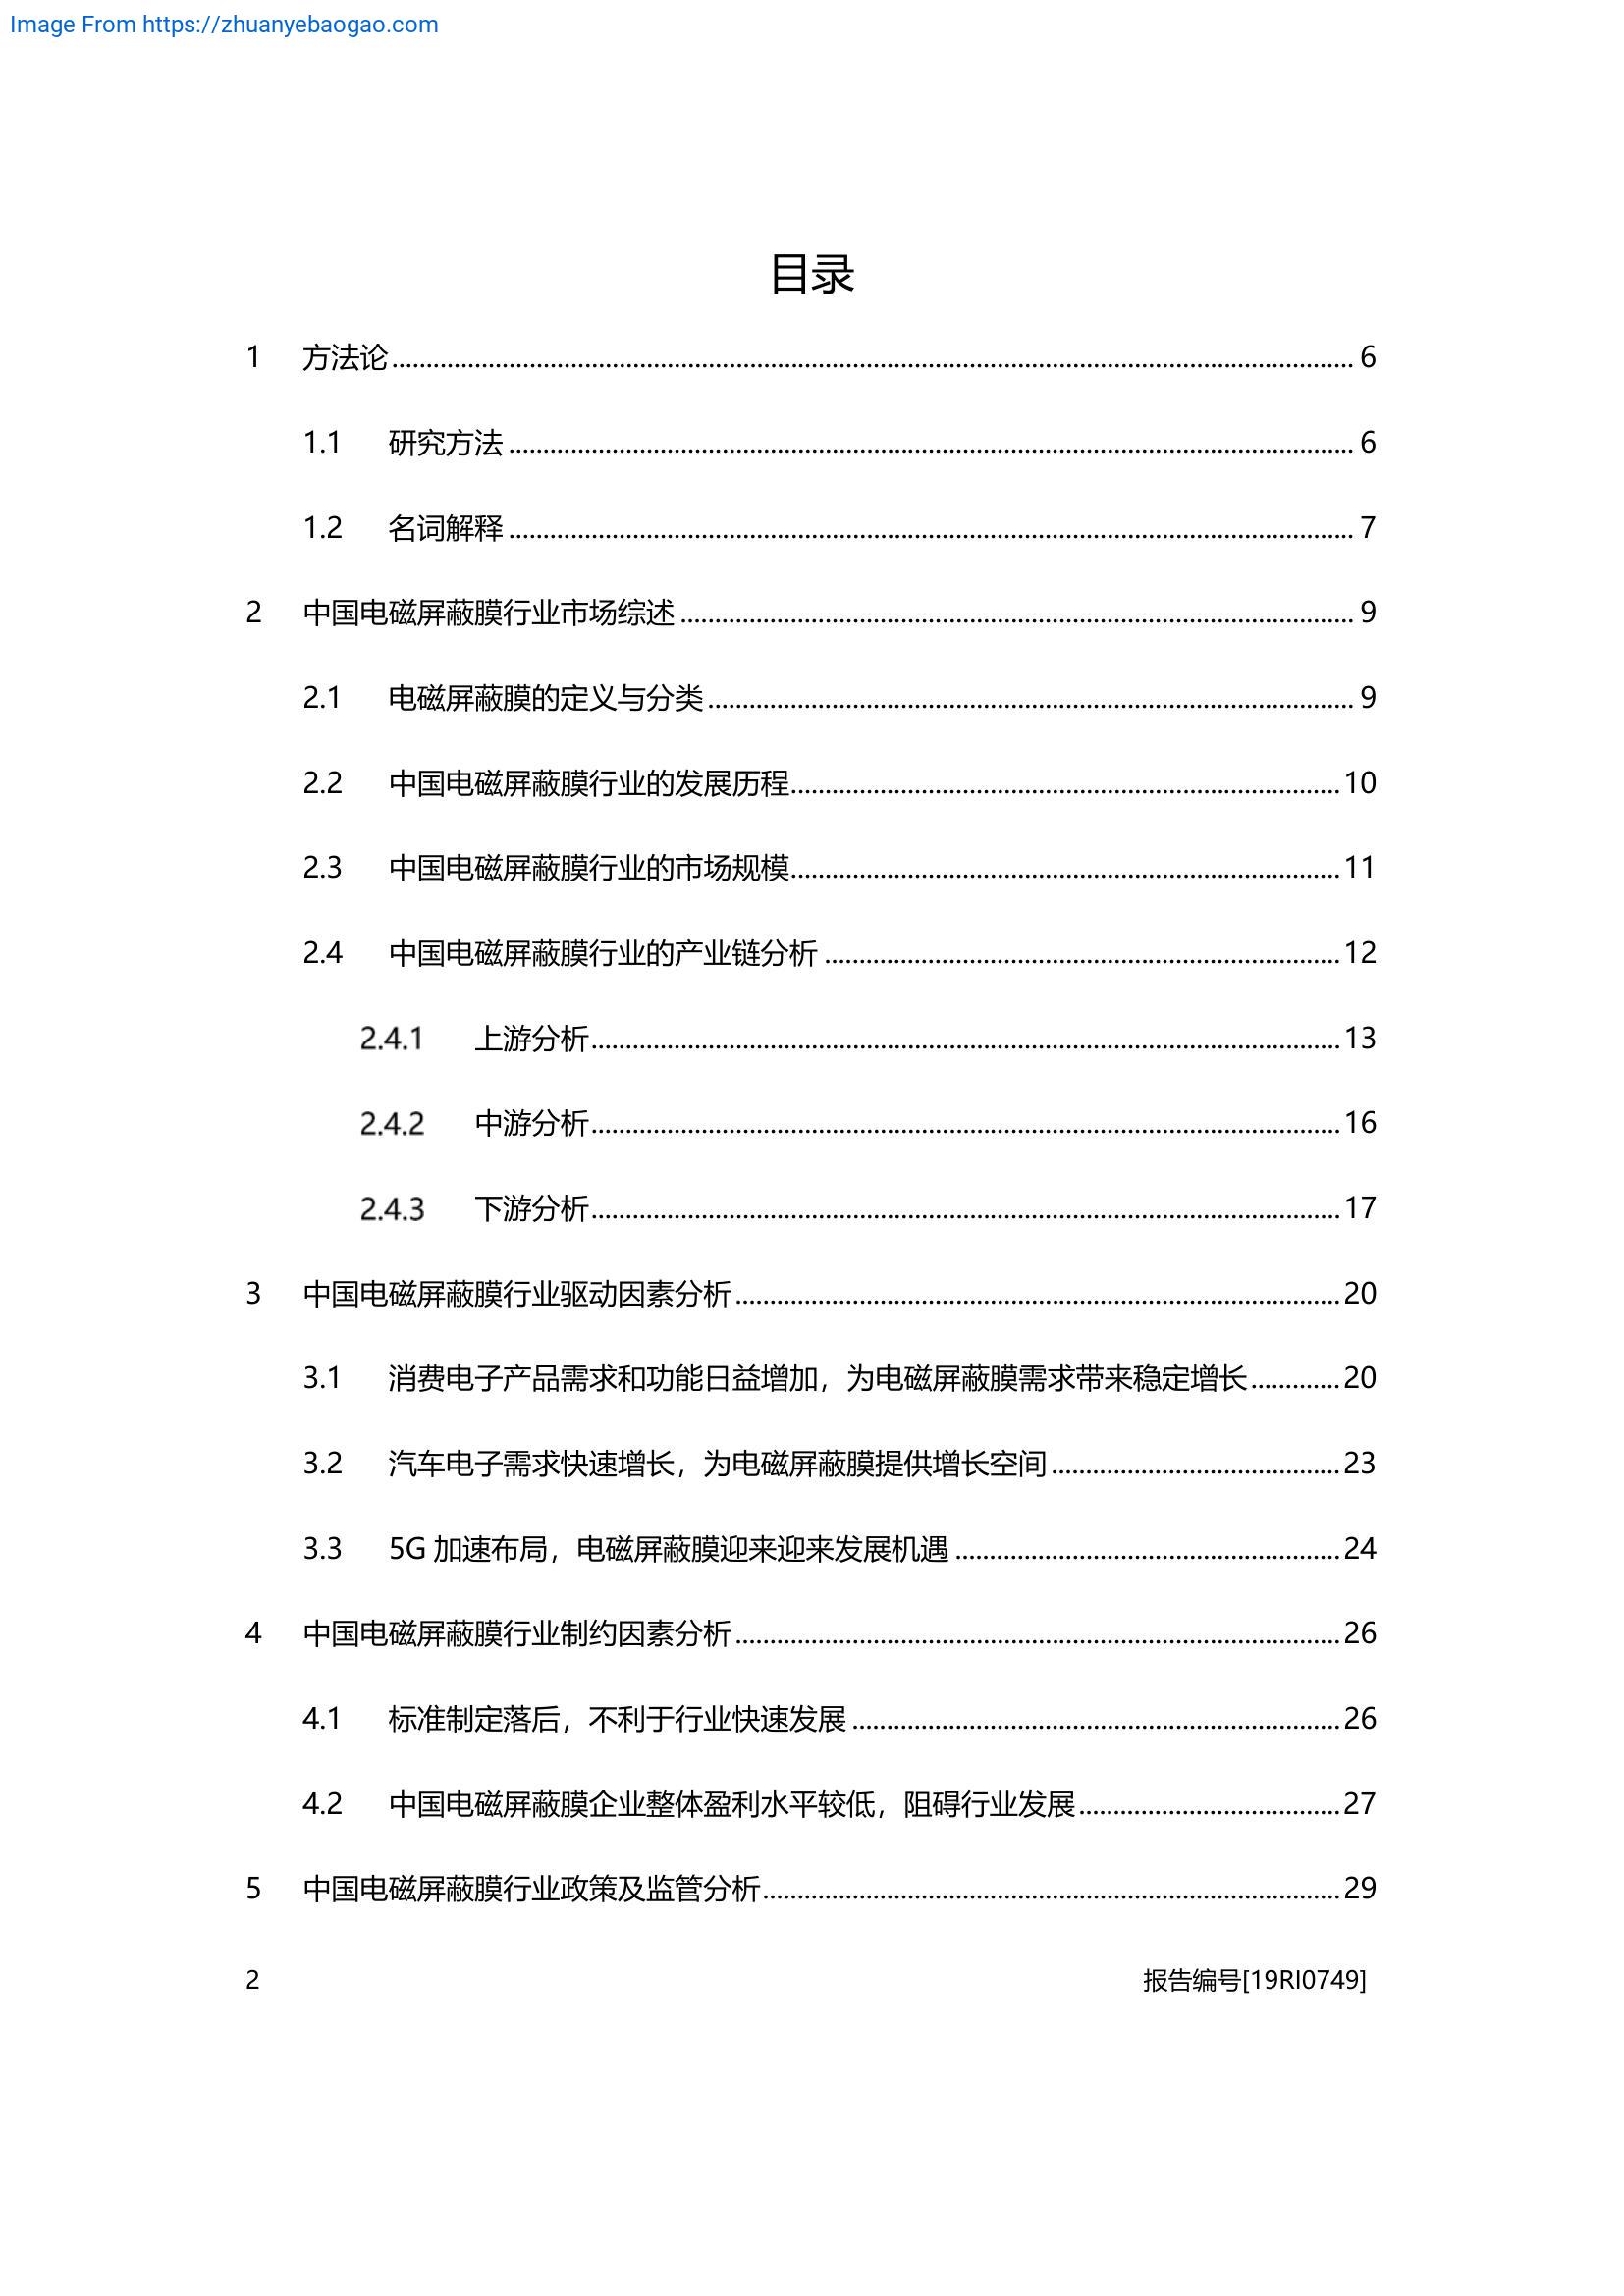 Image From https://zhuanyebaogao.com
目录
1 方法论 6
1.1 研究方法 6
1.2 名词解释 7
2 中国电磁屏蔽膜行业市场综述 9
2.1 电磁屏蔽膜的定义与分类 9
2.2 中国电磁屏蔽膜行业的发展历程 10
2.3 中国电磁屏蔽膜行业的市场规模 11
2.4 中国电磁屏蔽膜行业的产业链分析 12
2.4.1 上游分析 13
2.4.2 中游分析 16
2.4.3 下游分析 17
3 中国电磁屏蔽膜行业驱动因素分析 20
3.1 消费电子产品需求和功能日益增加，为电磁屏蔽膜需求带来稳定增长 20
3.2 汽车电子需求快速增长，为电磁屏蔽膜提供增长空间 23
3.3 5G 加速布局，电磁屏蔽膜迎来迎来发展机遇 24
4 中国电磁屏蔽膜行业制约因素分析 26
4.1 标准制定落后，不利于行业快速发展 26
4.2 中国电磁屏蔽膜企业整体盈利水平较低，阻碍行业发展 27
5 中国电磁屏蔽膜行业政策及监管分析 29
2 报告编号[19RI0749]